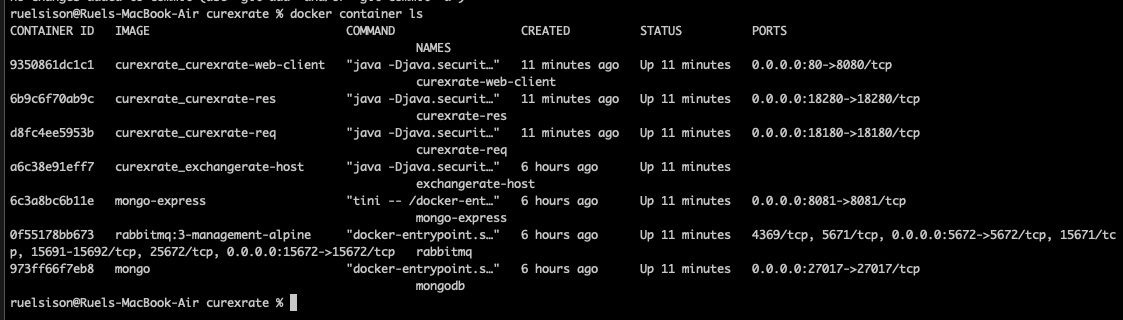 ruelsison@Ruels-MacBook-Air curexrate % docker container ls
CONTAINER ID   IMAGE                          COMMAND                  CREATED          STATUS          PORTS
                                                     NAMES
9350861dc1c1   curexrate_curexrate-web-client   "java -Djava.securit…"   11 minutes ago   Up 11 minutes   0.0.0.0:80->8080/tcp
                                                     curexrate-web-client
6b9c6f70ab9c   curexrate_curexrate-res          "java -Djava.securit…"   11 minutes ago   Up 11 minutes   0.0.0.0:18280->18280/tcp
                                                     curexrate-res
d8fc4ee5953b   curexrate_curexrate-req          "java -Djava.securit…"   11 minutes ago   Up 11 minutes   0.0.0.0:18180->18180/tcp
                                                     curexrate-req
a6c38e91eff7   curexrate_exchangerate-host      "java -Djava.securit…"   6 hours ago      Up 11 minutes
                                                     exchangerate-host
6c3a8bc6b11e   mongo-express                    "tini -- /docker-ent…"   6 hours ago      Up 11 minutes   0.0.0.0:8081->8081/tcp
                                                     mongo-express
0f55178bb673   rabbitmq:3-management-alpine     "docker-entrypoint.s…"   6 hours ago      Up 11 minutes   4369/tcp, 5671/tcp, 0.0.0.0:5672->5672/tcp, 15671/tc
p, 15691-15692/tcp, 25672/tcp, 0.0.0.0:15672->15672/tcp   rabbitmq
973ff66f7eb8   mongo                            "docker-entrypoint.s…"   6 hours ago      Up 11 minutes   0.0.0.0:27017->27017/tcp
                                                     mongodb
ruelsison@Ruels-MacBook-Air curexrate %